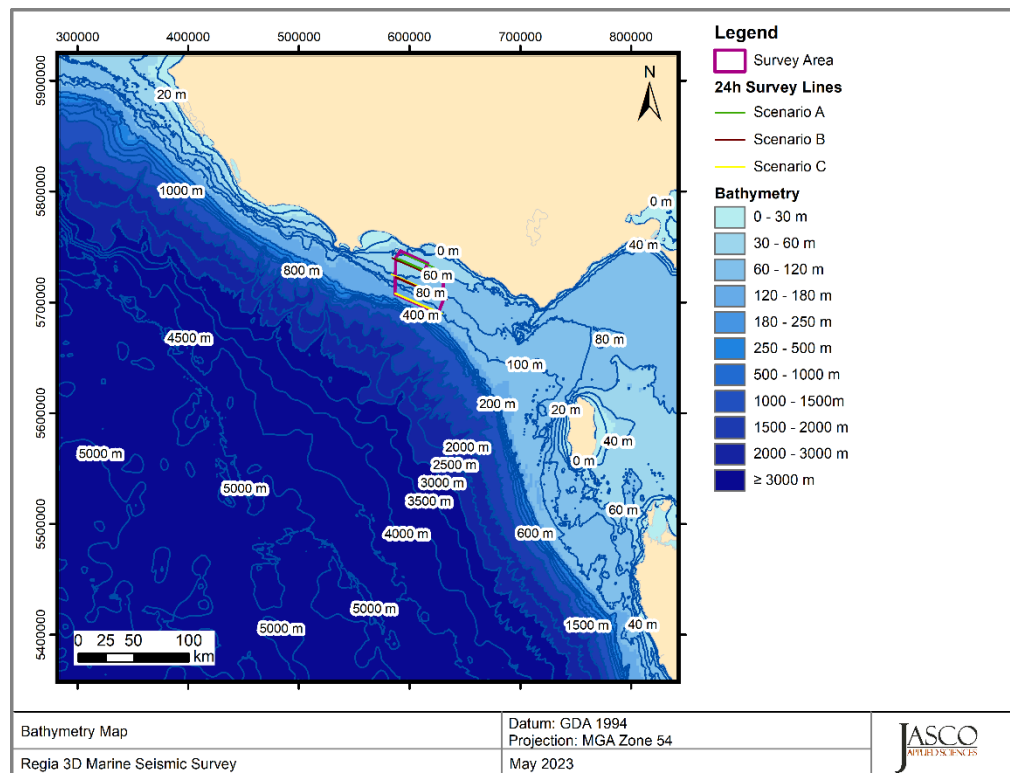 300000 400000 500000 600000 700000 800000
5900000
5800000
5700000
5600000
5500000
5400000
20 m
1000 m
800 m
0 m
60 m
80 m
400 m
0 m
40 m
4500 m
80 m
100 m
200 m
20 m
40 m
0 m
2000 m
2500 m
3000 m
3500 m
4000 m
5000 m
5000 m
60 m
600 m
5000 m
5000 m
1500 m
40 m
N
0 25 50 100
km
Legend
Survey Area
24h Survey Lines
Scenario A
Scenario B
Scenario C
Bathymetry
0 - 30 m
30 - 60 m
60 - 120 m
120 - 180 m
180 - 250 m
250 - 500 m
500 - 1000 m
1000 - 1500m
1500 - 2000 m
2000 - 3000 m
≥ 3000 m
Bathymetry Map
Datum: GDA 1994
Projection: MGA Zone 54
Regia 3D Marine Seismic Survey
May 2023
JASCO
APPLIED SCIENCES